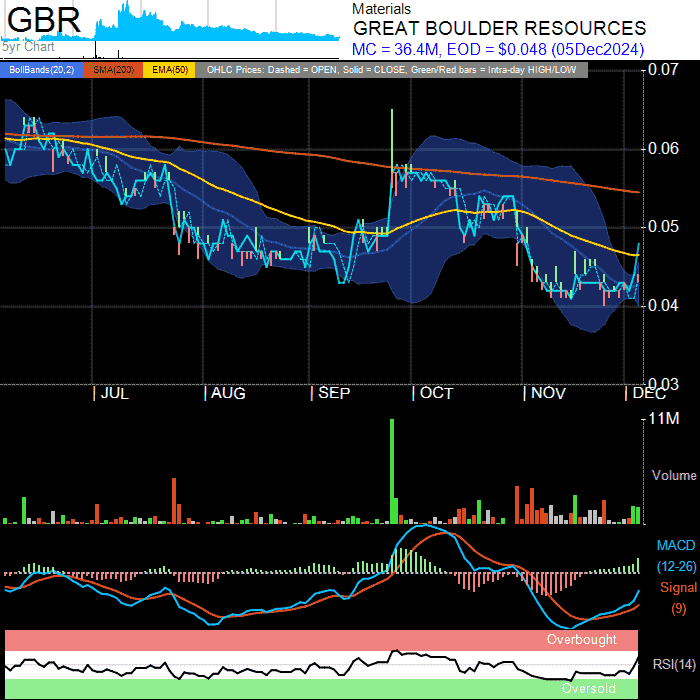 GBR
5yr Chart
Materials
GREAT BOULDER RESOURCES
MC = 36.4M, EOD = $0.048 (05Dec2024)
BollBands(20,2) SMA(200) EMA(50) OHLC Prices: Dashed = OPEN, Solid = CLOSE, Green/Red bars = Intra-day HIGH/LOW
0.07
0.06
0.05
0.04
0.03
| JUL | AUG | SEP | OCT | NOV | DEC
11M
Volume
MACD
(12-26)
Signal
(9)
Overbought
RSI(14)
Oversold